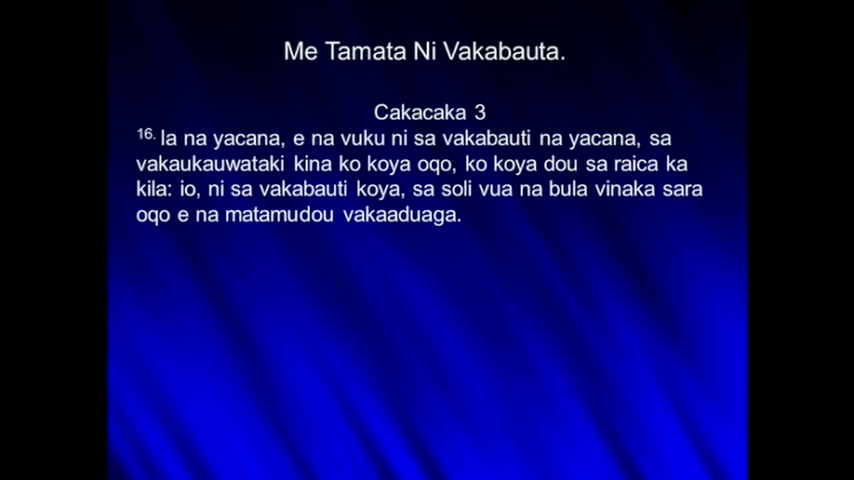 Me Tamata Ni Vakabauta.
Cakacaka 3
16. Ia na yacana, e na vuku ni sa vakabauti na yacana, sa
vakaukauwataki kina ko koya oqo, ko koya dou sa raica ka
kila: io, ni sa vakabauti koya, sa soli vua na bula vinaka sara
oqo e na matamudou vakaaduaga.